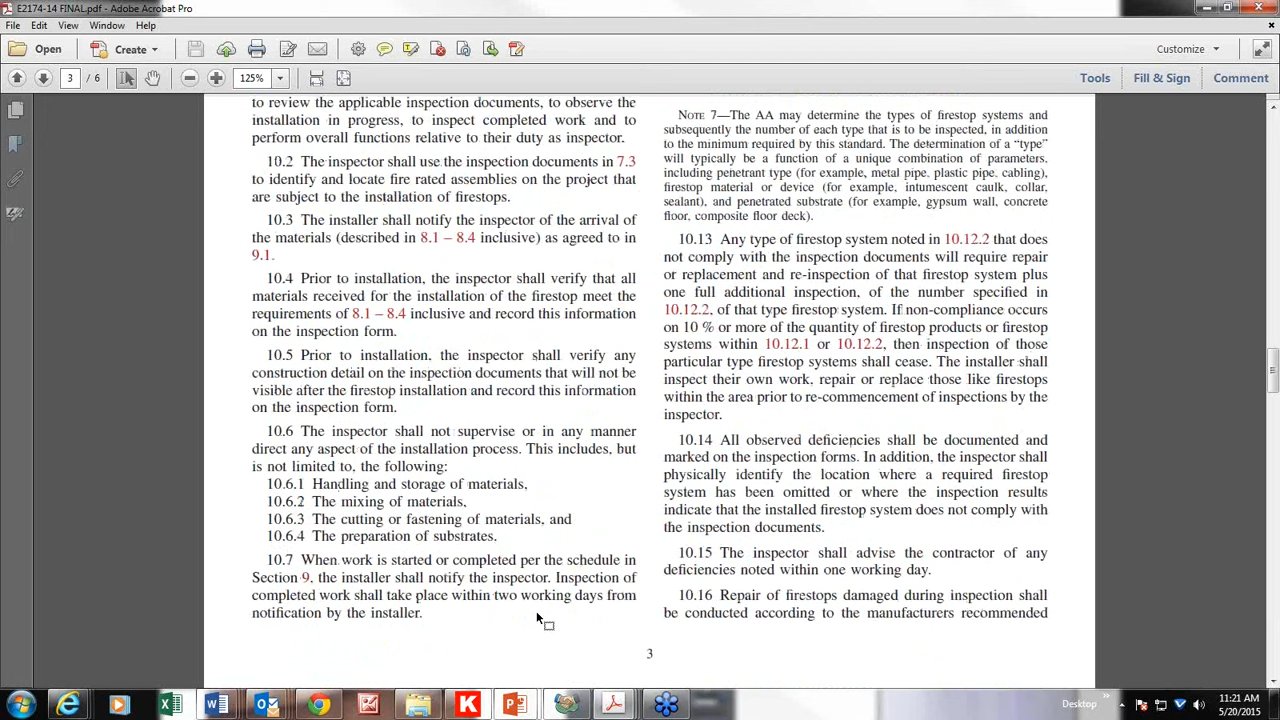 E2174-14 FINAL.pdf - Adobe Acrobat Pro
File Edit View Window Help
Open Create Customize
3 / 6 125% Tools Fill & Sign Comment
to review the applicable inspection documents, to observe the
installation in progress, to inspect completed work and to
perform overall functions relative to their duty as inspector.
10.2 The inspector shall use the inspection documents in 7.3
to identify and locate fire rated assemblies on the project that
are subject to the installation of firestops.
10.3 The installer shall notify the inspector of the arrival of
the materials (described in 8.1 – 8.4 inclusive) as agreed to in
9.1.
10.4 Prior to installation, the inspector shall verify that all
materials received for the installation of the firestop meet the
requirements of 8.1 – 8.4 inclusive and record this information
on the inspection form.
10.5 Prior to installation, the inspector shall verify any
construction detail on the inspection documents that will not be
visible after the firestop installation and record this information
on the inspection form.
10.6 The inspector shall not supervise or in any manner
direct any aspect of the installation process. This includes, but
is not limited to, the following:
10.6.1 Handling and storage of materials,
10.6.2 The mixing of materials,
10.6.3 The cutting or fastening of materials, and
10.6.4 The preparation of substrates.
10.7 When work is started or completed per the schedule in
Section 9, the installer shall notify the inspector. Inspection of
completed work shall take place within two working days from
notification by the installer.
NOTE 7—The AA may determine the types of firestop systems and
subsequently the number of each type that is to be inspected, in addition
to the minimum required by this standard. The determination of a “type”
will typically be a function of a unique combination of parameters,
including penetrant type (for example, metal pipe, plastic pipe, cabling),
firestop material or device (for example, intumescent caulk, collar,
sealant), and penetrated substrate (for example, gypsum wall, concrete
floor, composite floor deck).
10.13 Any type of firestop system noted in 10.12.2 that does
not comply with the inspection documents will require repair
or replacement and re-inspection of that firestop system plus
one full additional inspection, of the number specified in
10.12.2, of that type firestop system. If non-compliance occurs
on 10 % or more of the quantity of firestop products or firestop
systems within 10.12.1 or 10.12.2, then inspection of those
particular type firestop systems shall cease. The installer shall
inspect their own work, repair or replace those like firestops
within the area prior to re-commencement of inspections by the
inspector.
10.14 All observed deficiencies shall be documented and
marked on the inspection forms. In addition, the inspector shall
physically identify the location where a required firestop
system has been omitted or where the inspection results
indicate that the installed firestop system does not comply with
the inspection documents.
10.15 The inspector shall advise the contractor of any
deficiencies noted within one working day.
10.16 Repair of firestops damaged during inspection shall
be conducted according to the manufacturers recommended
3
Desktop
11:21 AM
5/20/2015